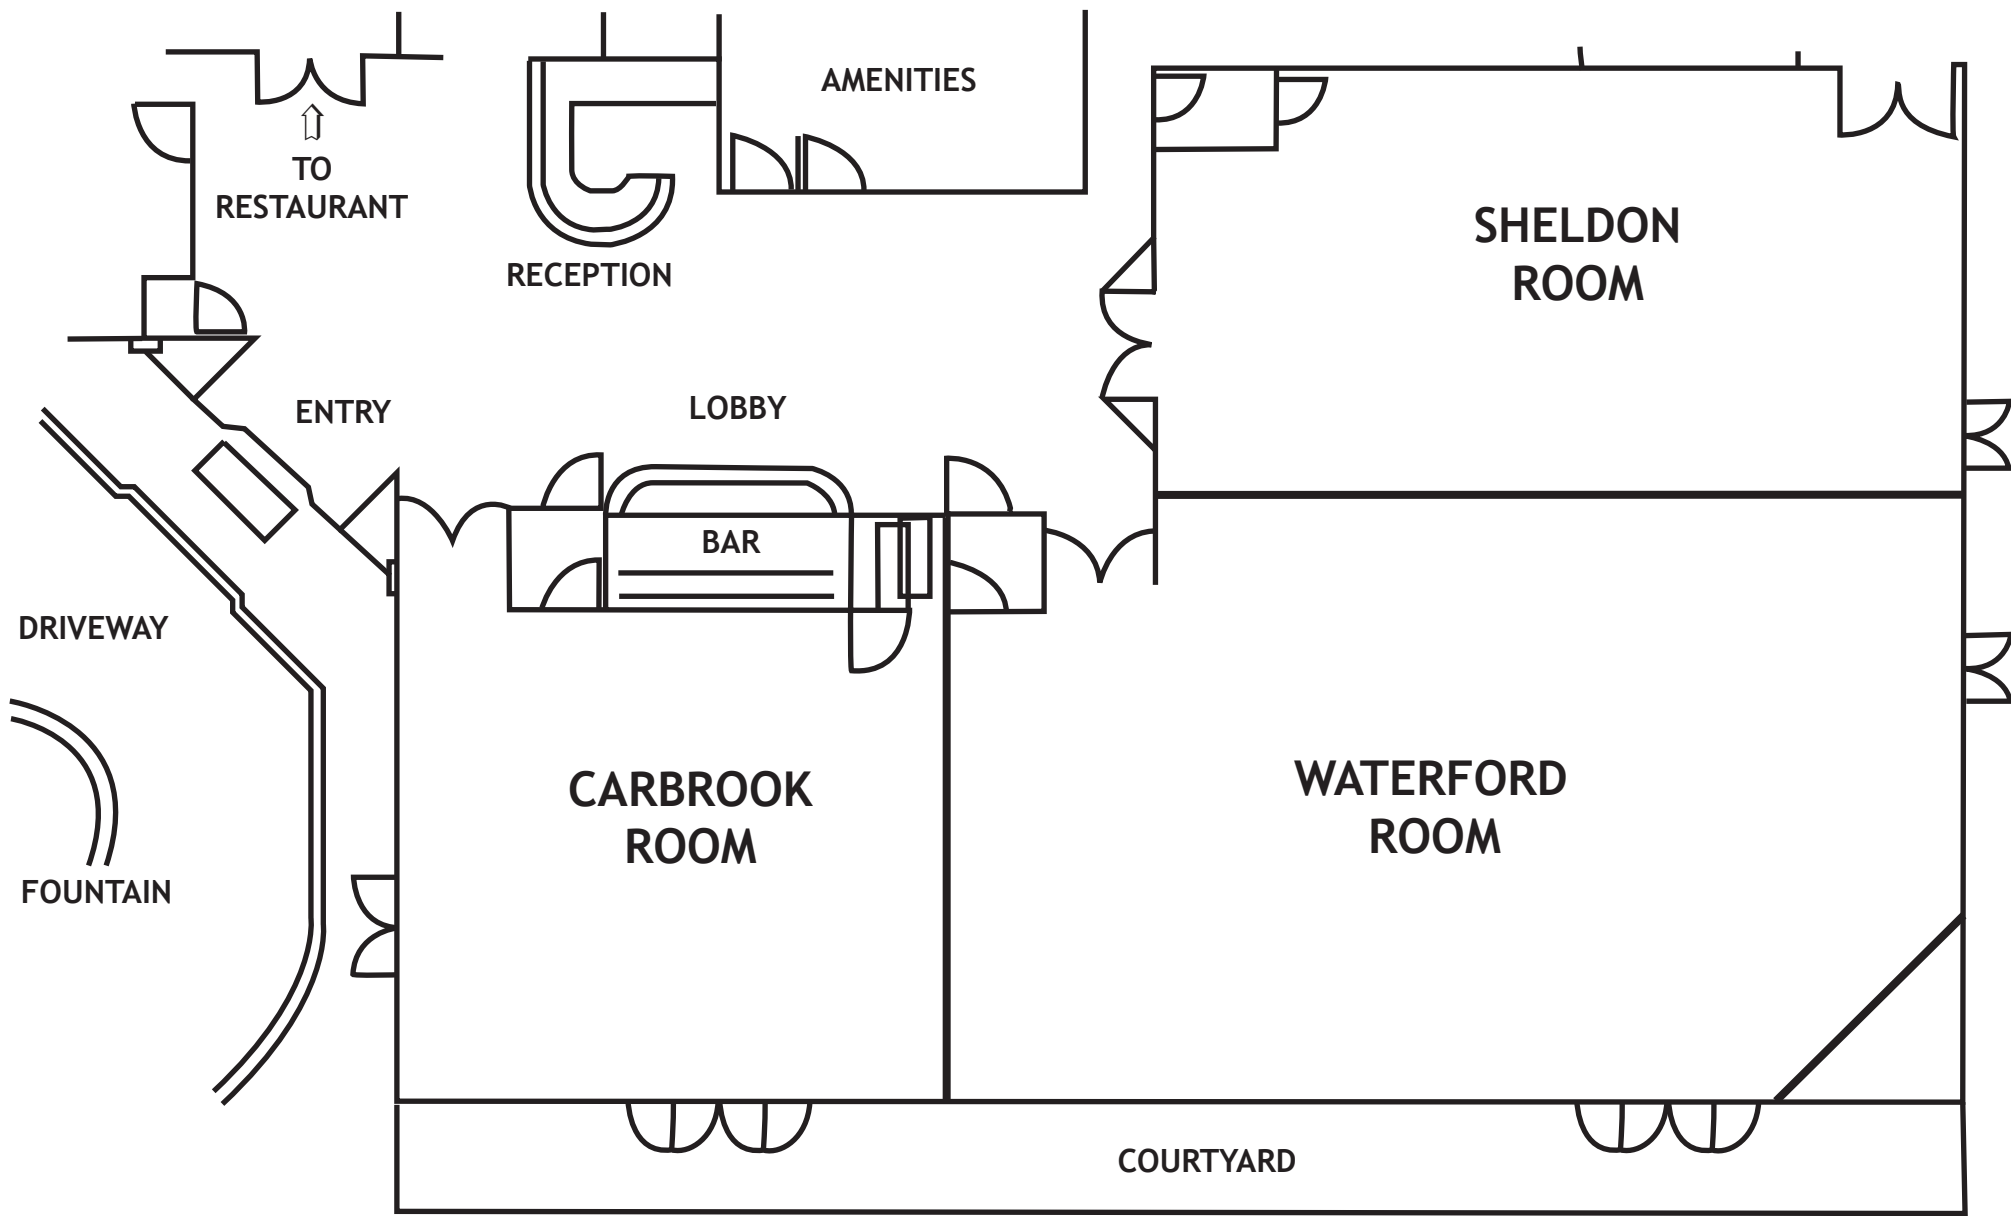 AMENITIES
TO
RESTAURANT
RECEPTION
SHELDON
ROOM
ENTRY
LOBBY
BAR
DRIVEWAY
CARBROOK
ROOM
WATERFORD
ROOM
FOUNTAIN
COURTYARD